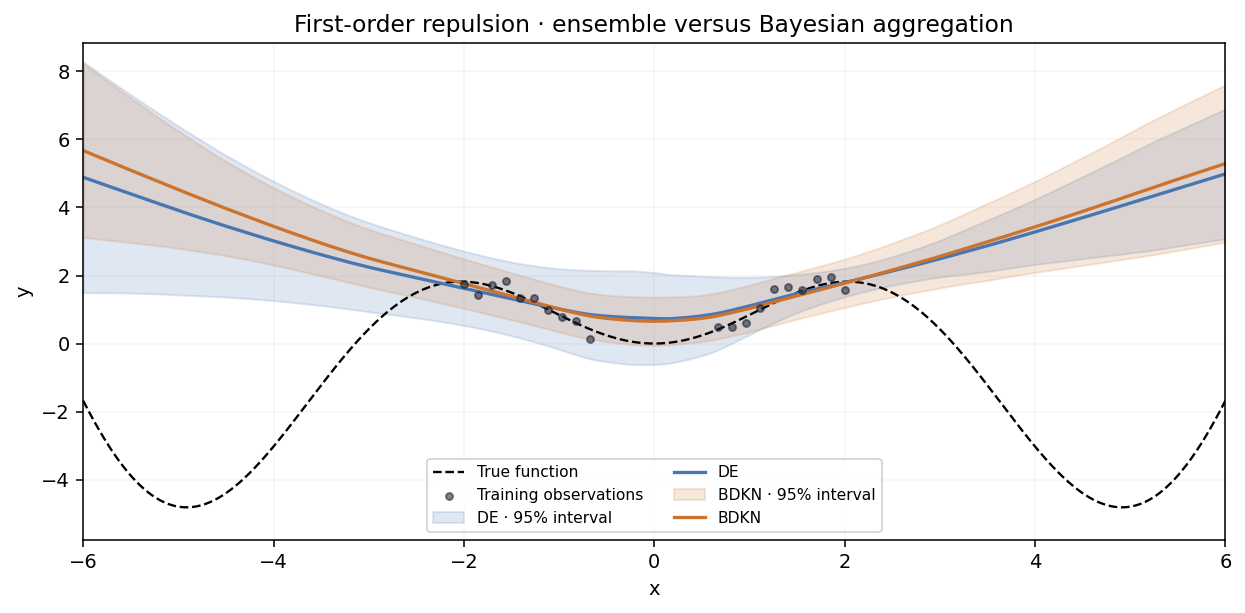 First-order repulsion · ensemble versus Bayesian aggregation
y
8
6
4
2
0
−2
−4
True function
Training observations
DE · 95% interval
DE
BDKN · 95% interval
BDKN
−6 −4 −2 0 2 4 6
x